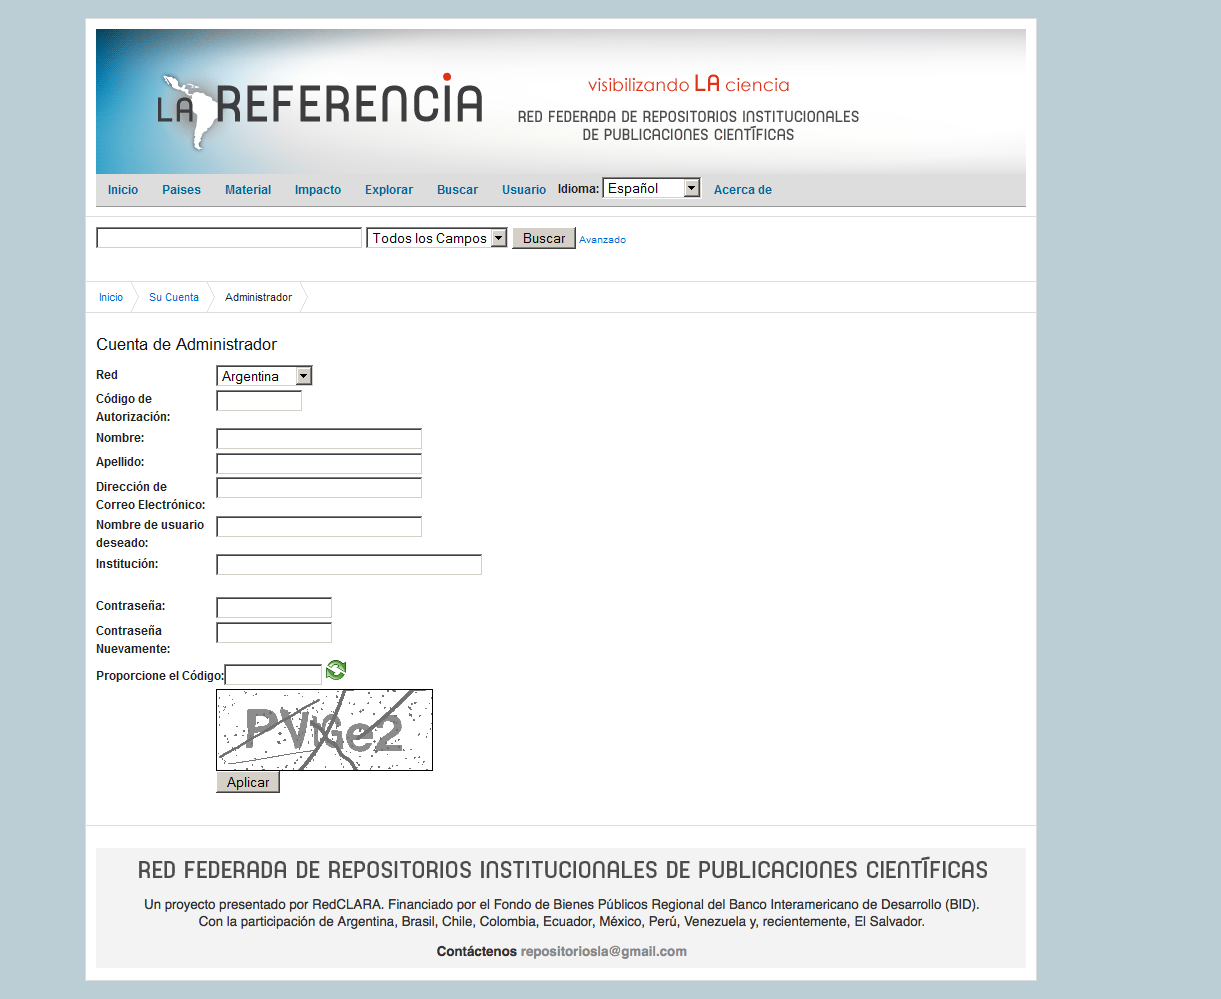 LA REFERENCIA
visibilizando LA ciencia
RED FEDERADA DE REPOSITORIOS INSTITUCIONALES
DE PUBLICACIONES CIENTÍFICAS
Inicio Paises Material Impacto Explorar Buscar Usuario Idioma: Español Acerca de
Todos los Campos Buscar Avanzado
Inicio Su Cuenta Administrador
Cuenta de Administrador
Red Argentina
Código de
Autorización:
Nombre:
Apellido:
Dirección de
Correo Electrónico:
Nombre de usuario
deseado:
Institución:
Contraseña:
Contraseña
Nuevamente:
Proporcione el Código:
Aplicar
RED FEDERADA DE REPOSITORIOS INSTITUCIONALES DE PUBLICACIONES CIENTÍFICAS
Un proyecto presentado por RedCLARA. Financiado por el Fondo de Bienes Públicos Regional del Banco Interamericano de Desarrollo (BID).
Con la participación de Argentina, Brasil, Chile, Colombia, Ecuador, México, Perú, Venezuela y, recientemente, El Salvador.
Contáctenos repositoriosla@gmail.com